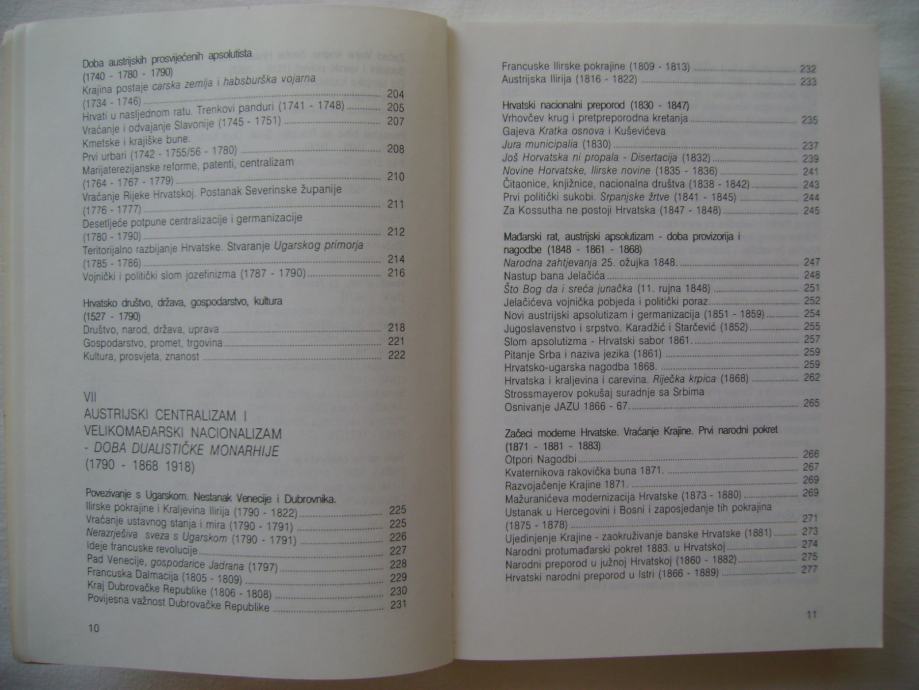 Doba austrijskih prosvijećenih apsolutista
(1740 - 1780 - 1790)
Krajina postaje carska zemlja i habsburška vojarna
(1734 - 1746) 204
Hrvati u nasljednom ratu. Trenkovi panduri (1741 - 1748) 205
Vraćanje i odvajanje Slavonije (1745 - 1751) 207
Kmetske i krajiške bune.
Prvi urbari (1742 - 1755/56 - 1780) 208
Marijaterezijanske reforme, patenti, centralizam
(1764 - 1767 - 1779) 210
Vraćanje Rijeke Hrvatskoj. Postanak Severinske županije
(1776 - 1777) 211
Desetljeće potpune centralizacije i germanizacije
(1780 - 1790) 212
Teritorijalno razbijanje Hrvatske. Stvaranje Ugarskog primorja
(1785 - 1786) 214
Vojnički i politički slom jozefinizma (1787 - 1790) 216
Hrvatsko društvo, država, gospodarstvo, kultura
(1527 - 1790)
Društvo, narod, država, uprava 218
Gospodarstvo, promet, trgovina 221
Kultura, prosvjeta, znanost 222
VII
AUSTRIJSKI CENTRALIZAM I
VELIKOMAĐARSKI NACIONALIZAM
- DOBA DUALISTIČKE MONARHIJE
(1790 - 1868 1918)
Povezivanje s Ugarskom. Nestanak Venecije i Dubrovnika.
Ilirske pokrajine i Kraljevina Ilirija (1790 - 1822) 225
Vraćanje ustavnog stanja i mira (1790 - 1791) 225
Nerazrješiva sveza s Ugarskom (1790 - 1791) 226
Ideje francuske revolucije 227
Pad Venecije, gospodarice Jadrana (1797) 228
Francuska Dalmacija (1805 - 1809) 229
Kraj Dubrovačke Republike (1806 - 1808) 230
Povijesna važnost Dubrovačke Republike 231
10
Francuske Ilirske pokrajine (1809 - 1813) 232
Austrijska Ilirija (1816 - 1822) 233
Hrvatski nacionalni preporod (1830 - 1847)
Vrhovčev krug i pretpreporodna kretanja 235
Gajeva Kratka osnova i Kuševićeva
Jura municipalia (1830) 237
Još Horvatska ni propala - Disertacija (1832) 239
Novine Horvatske, Ilirske novine (1835 - 1836) 241
Čitaonice, knjižnice, nacionalna društva (1838 - 1842) 243
Prvi politički sukobi. Srpanjske žrtve (1841 - 1845) 244
Za Kossutha ne postoji Hrvatska (1847 - 1848) 245
Mađarski rat, austrijski apsolutizam - doba provizorija i
nagodbe (1848 - 1861 - 1868)
Narodna zahtjevanja 25. ožujka 1848. 247
Nastup bana Jelačića 248
Što Bog da i sreća junačka (11. rujna 1848) 251
Jelačićeva vojnička pobjeda i politički poraz 252
Novi austrijski apsolutizam i germanizacija (1851 - 1859) 254
Jugoslavenstvo i srpstvo. Karadžić i Starčević (1852) 255
Slom apsolutizma - Hrvatski sabor 1861. 257
Pitanje Srba i naziva jezika (1861) 259
Hrvatsko-ugarska nagodba 1868. 259
Hrvatska i kraljevina i carevina. Riječka krpica (1868) 262
Strossmayerov pokušaj suradnje sa Srbima
Osnivanje JAZU 1866 - 67. 265
Začeci moderne Hrvatske. Vraćanje Krajine. Prvi narodni pokret
(1871 - 1881 - 1883)
Otpori Nagodbi 266
Kvaternikova rakovička buna 1871. 267
Razvojačenje Krajine 1871. 269
Mažuranićeva modernizacija Hrvatske (1873 - 1880) 269
Ustanak u Hercegovini i Bosni i zaposjedanje tih pokrajina
(1875 - 1878) 271
Ujedinjenje Krajine - zaokruživanje banske Hrvatske (1881) 273
Narodni protumađarski pokret 1883. u Hrvatskoj 274
Narodni preporod u južnoj Hrvatskoj (1860 - 1882) 275
Hrvatski narodni preporod u Istri (1866 - 1889) 277
11